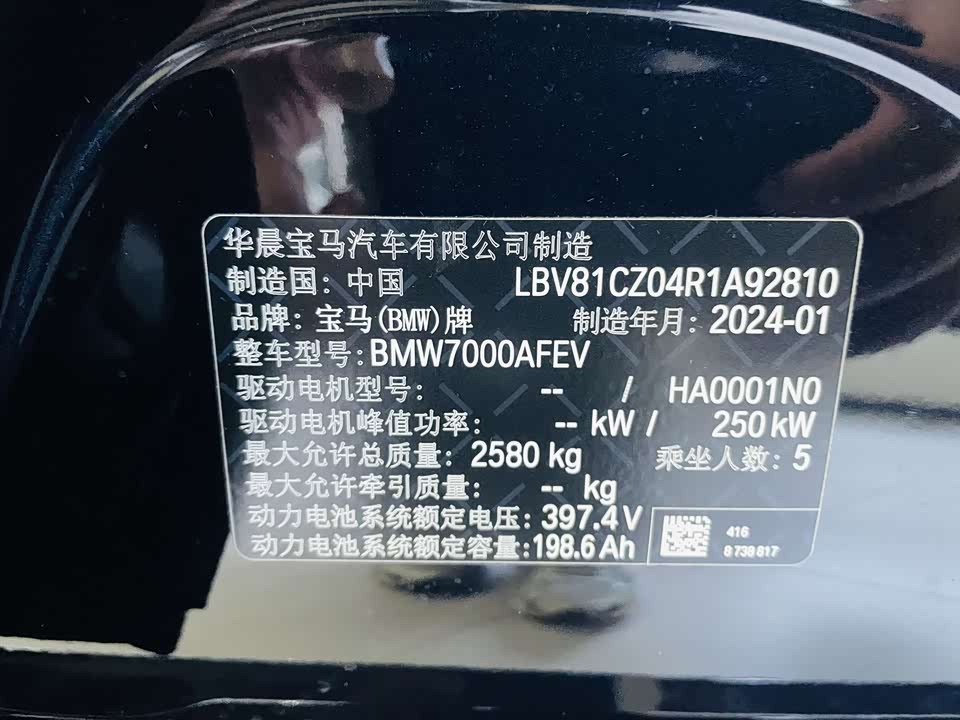 华晨宝马汽车有限公司制造
制造国：中国 LBV81CZ04R1A92810
品牌：宝马(BMW)牌 制造年月：2024-01
整车型号：BMW7000AFEV
驱动电机型号： -- / HA0001N0
驱动电机峰值功率： -- kW / 250 kW
最大允许总质量：2580 kg 乘坐人数：5
最大允许牵引质量： -- kg
动力电池系统额定电压：397.4 V
动力电池系统额定容量：198.6 Ah
416
8 738 817